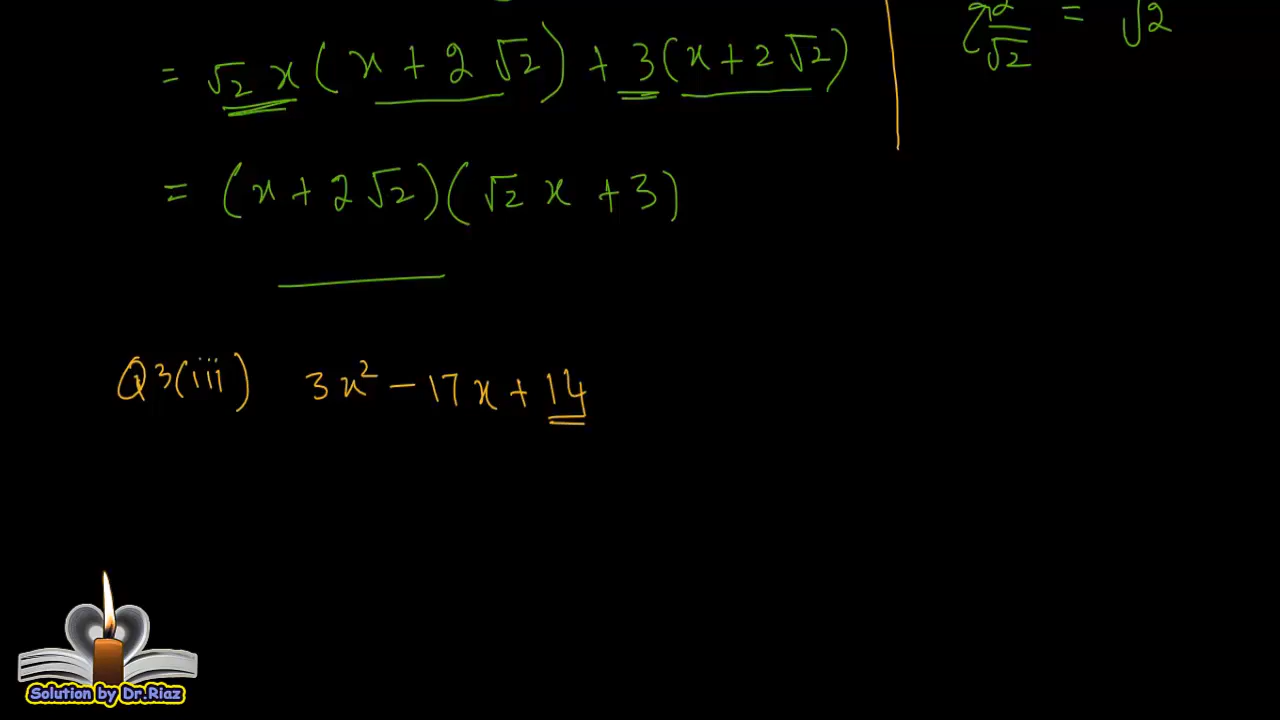 = √2 x (x + 2 √2) + 3 (x + 2 √2)
= (x + 2 √2) (√2 x + 3)
√2 = √2
Q3(iii) 3x² - 17x + 14
Solution by Dr.Riaz